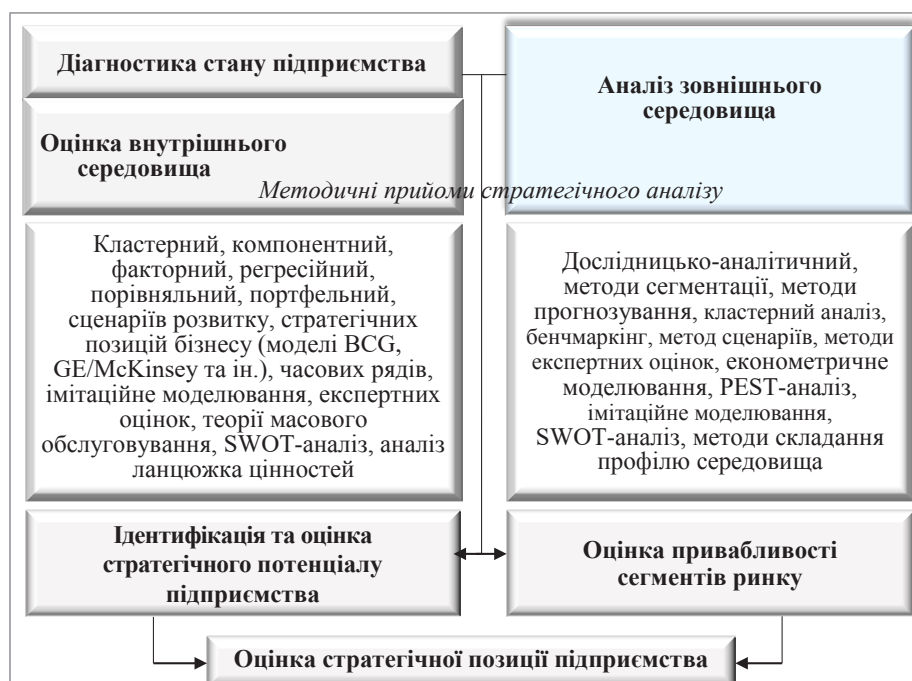 Діагностика стану підприємства
Аналіз зовнішнього
середовища
Оцінка внутрішнього
середовища
Методичні прийоми стратегічного аналізу
Кластерний, компонентний,
факторний, регресійний,
порівняльний, портфельний,
сценаріїв розвитку, стратегічних
позицій бізнесу (моделі BCG,
GE/McKinsey та ін.), часових рядів,
імітаційне моделювання, експертних
оцінок, теорії масового
обслуговування, SWOT-аналіз, аналіз
ланцюжка цінностей
Дослідницько-аналітичний,
методи сегментації, методи
прогнозування, кластерний аналіз,
бенчмаркінг, метод сценаріїв, методи
експертних оцінок, економетричне
моделювання, PEST-аналіз,
імітаційне моделювання,
SWOT-аналіз, методи складання
профілю середовища
Ідентифікація та оцінка
стратегічного потенціалу
підприємства
Оцінка привабливості
сегментів ринку
Оцінка стратегічної позиції підприємства